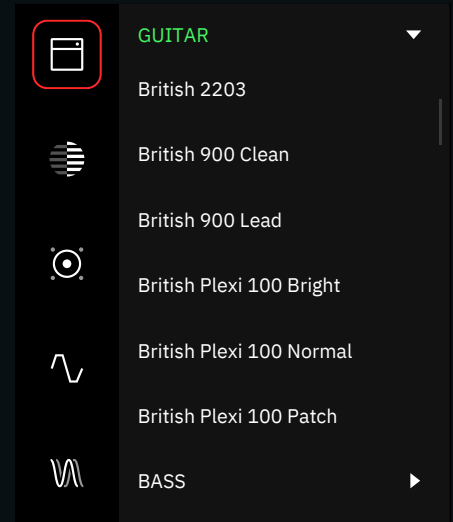 GUITAR
British 2203
British 900 Clean
British 900 Lead
British Plexi 100 Bright
British Plexi 100 Normal
British Plexi 100 Patch
BASS